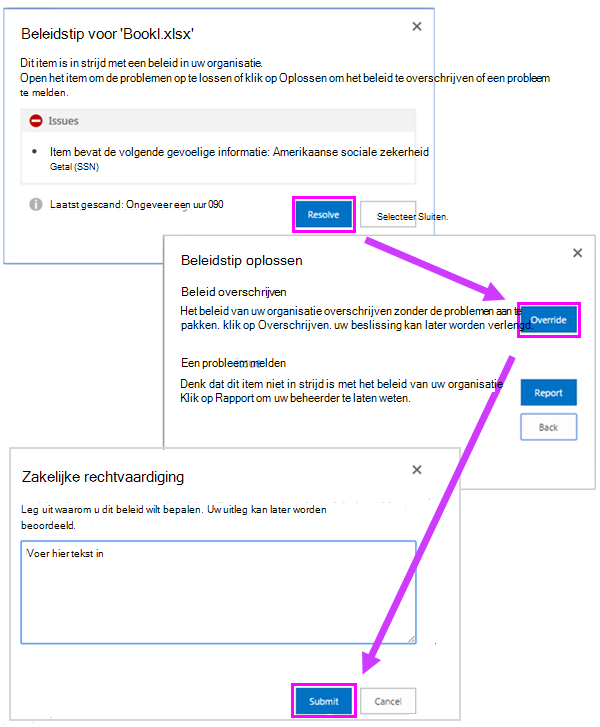 Beleidstip voor 'Bookl.xlsx'
Dit item is in strijd met een beleid in uw organisatie.
Open het item om de problemen op te lossen of klik op Oplossen om het beleid te overschrijven of een probleem
te melden.
Issues
Item bevat de volgende gevoelige informatie: Amerikaanse sociale zekerheid
Getal (SSN)
Laatst gescand: Ongeveer een uur 090
Resolve
Selecteer Sluiten.
Beleidstip oplossen
Beleid overschrijven
Het beleid van uw organisatie overschrijven zonder de problemen aan te
pakken. klik op Overschrijven. uw beslissing kan later worden verlengd.
Override
Een probleem melden
Denk dat dit item niet in strijd is met het beleid van uw organisatie
Klik op Rapport om uw beheerder te laten weten.
Report
Back
Zakelijke rechtvaardiging
Leg uit waarom u dit beleid wilt bepalen. Uw uitleg kan later worden
beoordeeld.
Voer hier tekst in
Submit
Cancel